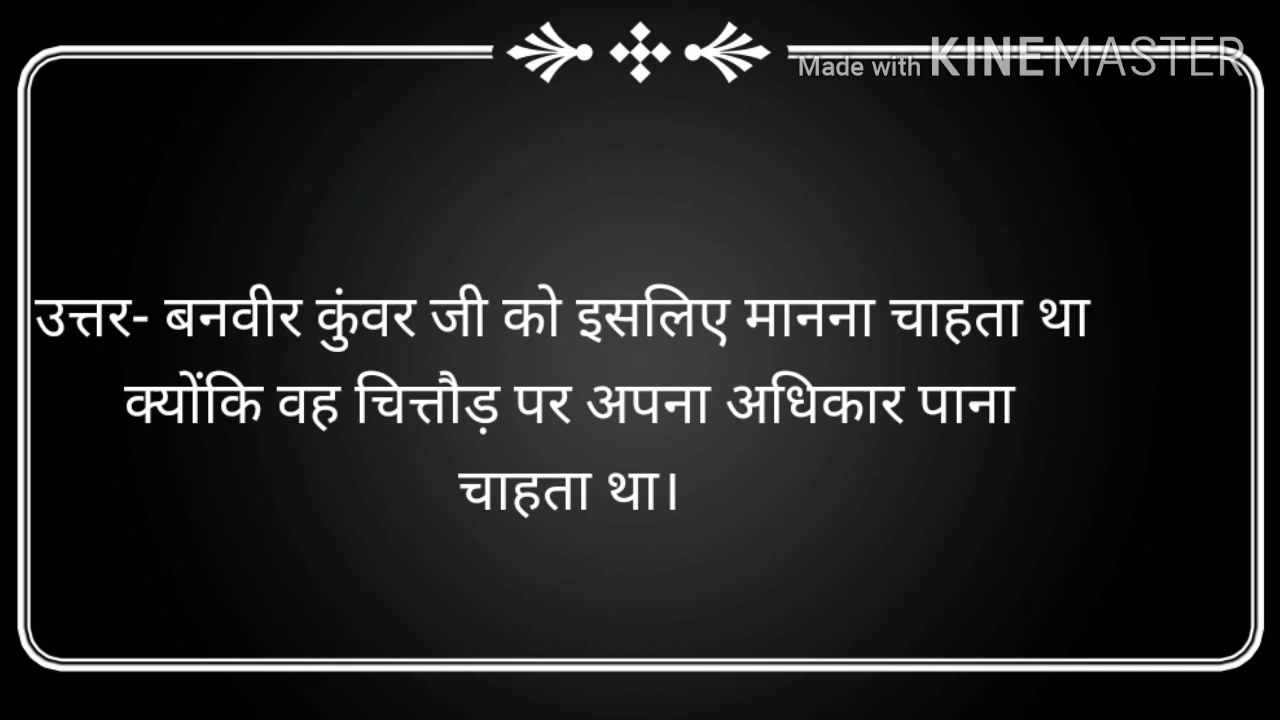 Made with KINEMASTER
उत्तर- बनवीर कुंवर जी को इसलिए मानना चाहता था
क्योंकि वह चित्तौड़ पर अपना अधिकार पाना
चाहता था।